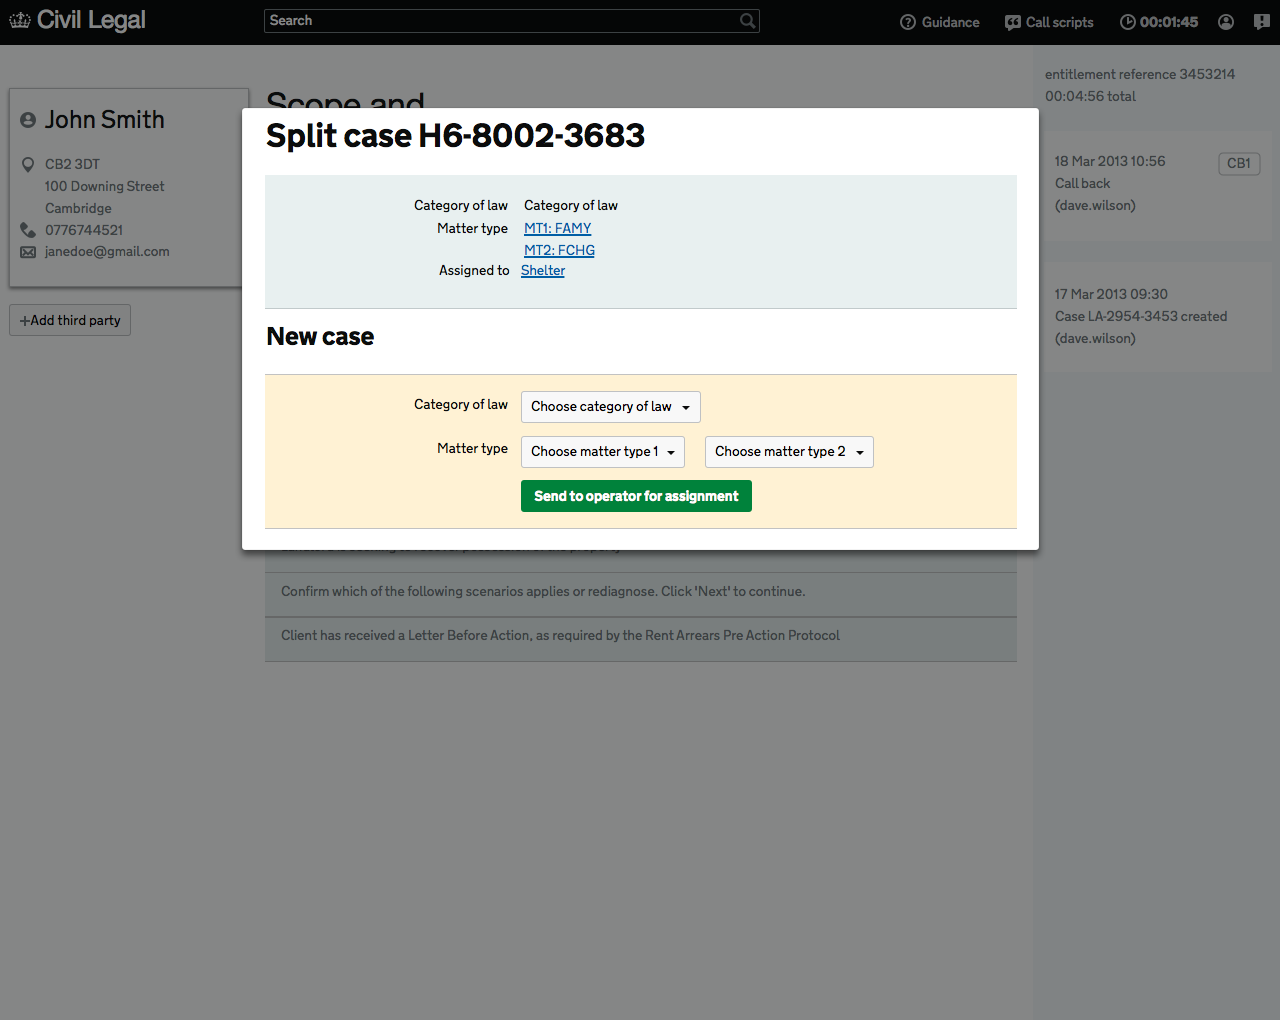 Civil Legal
Search
Guidance
Call scripts
00:01:45
John Smith
CB2 3DT
100 Downing Street
Cambridge
0776744521
janedoe@gmail.com
+Add third party
Scope and
Split case H6-8002-3683
Category of law Category of law
Matter type MT1: FAMY
MT2: FCHG
Assigned to Shelter
New case
Category of law Choose category of law
Matter type Choose matter type 1 Choose matter type 2
Send to operator for assignment
Confirm which of the following scenarios applies or rediagnose. Click 'Next' to continue.
Client has received a Letter Before Action, as required by the Rent Arrears Pre Action Protocol
entitlement reference 3453214
00:04:56 total
18 Mar 2013 10:56 CB1
Call back
(dave.wilson)
17 Mar 2013 09:30
Case LA-2954-3453 created
(dave.wilson)